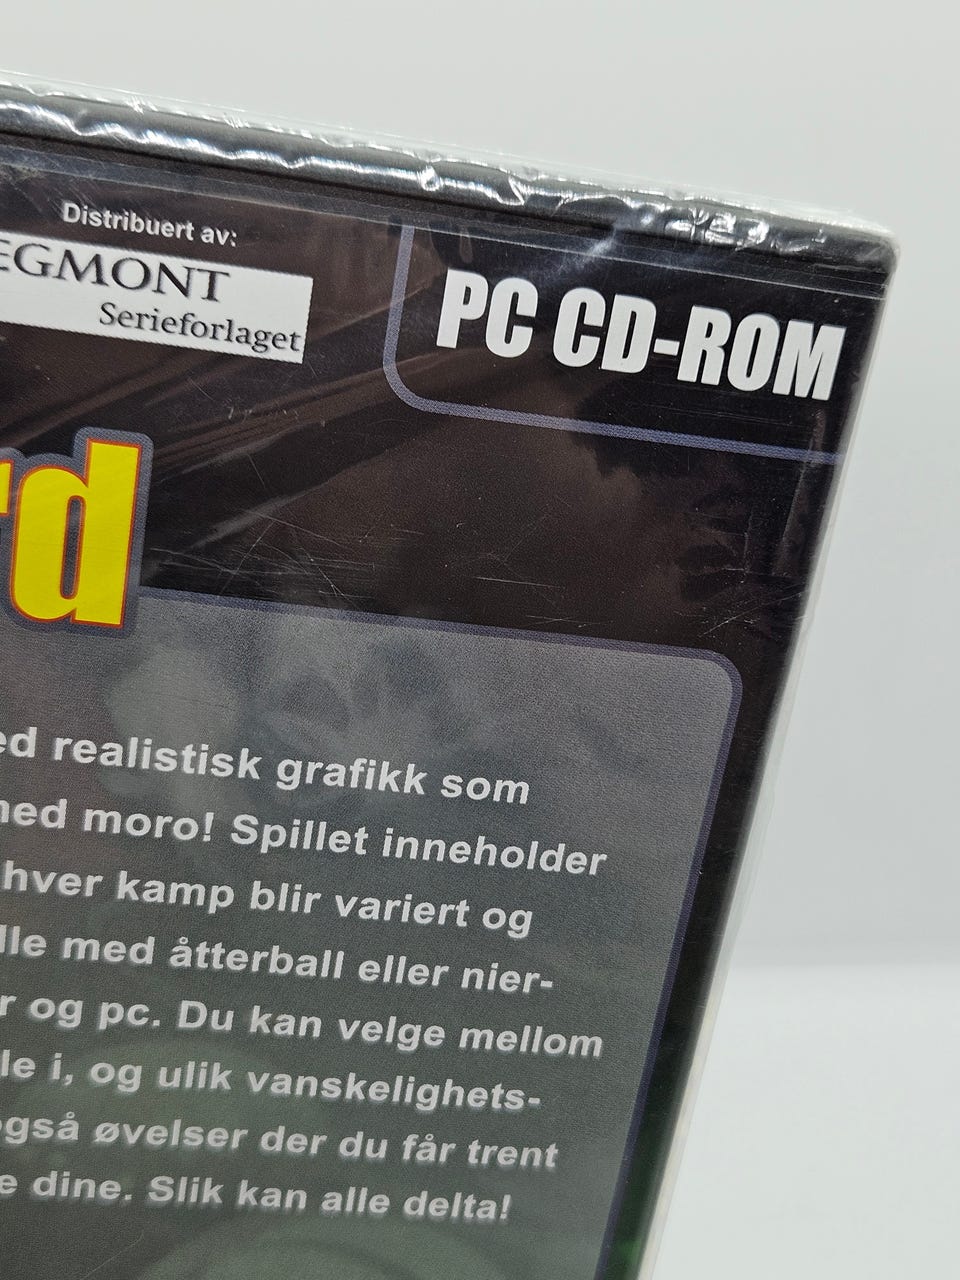 Distribuert av:
EGMONT
Serieforlaget
PC CD-ROM
rd
ed realistisk grafikk som
med moro! Spillet inneholder
hver kamp blir variert og
lle med åtterball eller nier-
r og pc. Du kan velge mellom
le i, og ulik vanskelighets-
også øvelser der du får trent
e dine. Slik kan alle delta!